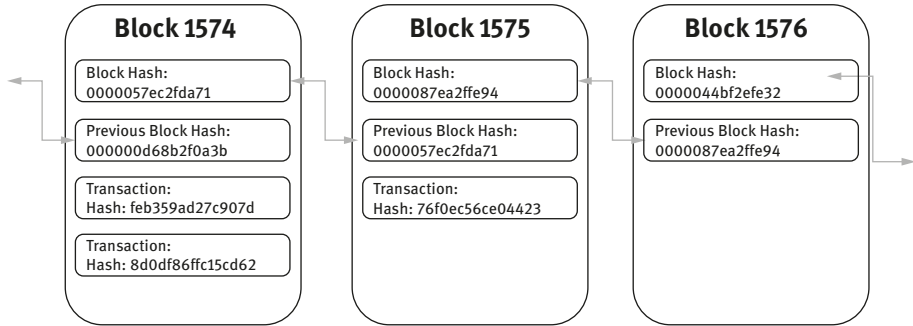 Block 1574
Block Hash:
0000057ec2fda71
Previous Block Hash:
000000d68b2f0a3b
Transaction:
Hash: feb359ad27c907d
Transaction:
Hash: 8d0df86ffc15cd62
Block 1575
Block Hash:
0000087ea2ffe94
Previous Block Hash:
0000057ec2fda71
Transaction:
Hash: 76f0ec56ce04423
Block 1576
Block Hash:
0000044bf2efe32
Previous Block Hash:
0000087ea2ffe94